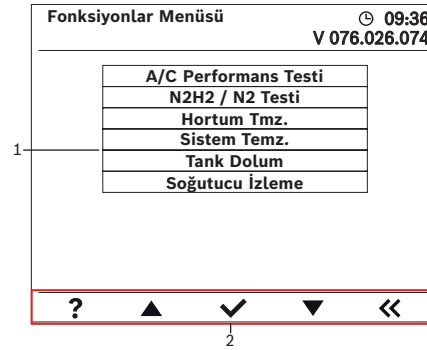 Fonksiyonlar Menüsü 09:36
V 076.026.074
A/C Performans Testi
N2H2 / N2 Testi
Hortum Tmz.
Sistem Temz.
1
Tank Dolum
Soğutucu İzleme
?
2